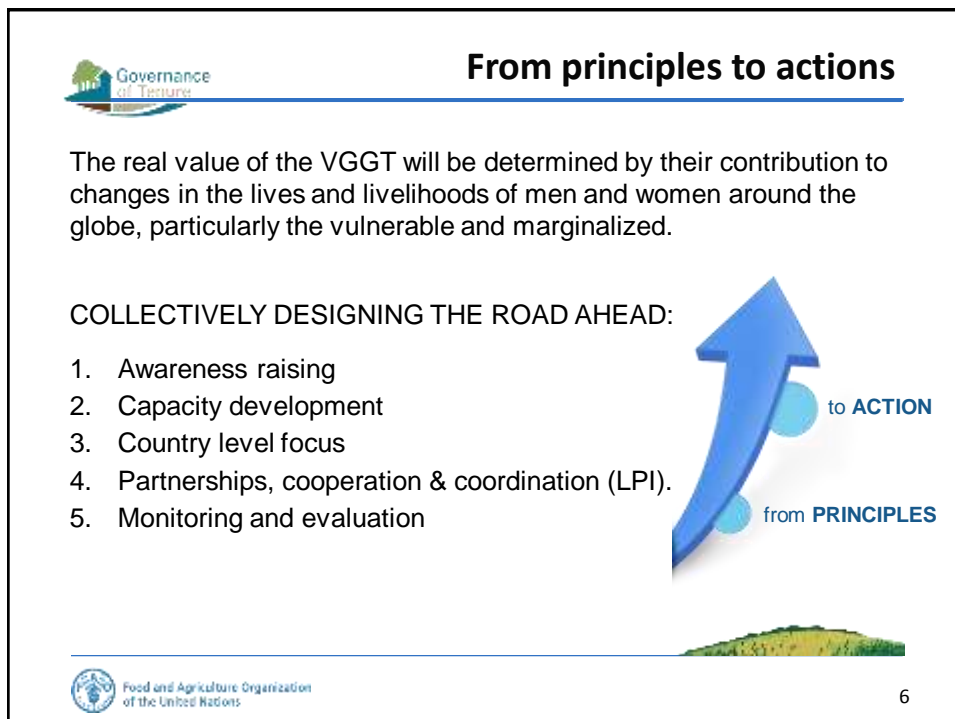 Governance
of Tenure
From principles to actions
The real value of the VGGT will be determined by their contribution to
changes in the lives and livelihoods of men and women around the
globe, particularly the vulnerable and marginalized.
COLLECTIVELY DESIGNING THE ROAD AHEAD:
1. Awareness raising
2. Capacity development
3. Country level focus
4. Partnerships, cooperation & coordination (LPI).
5. Monitoring and evaluation
to ACTION
from PRINCIPLES
Food and Agriculture Organization
of the United Nations
6